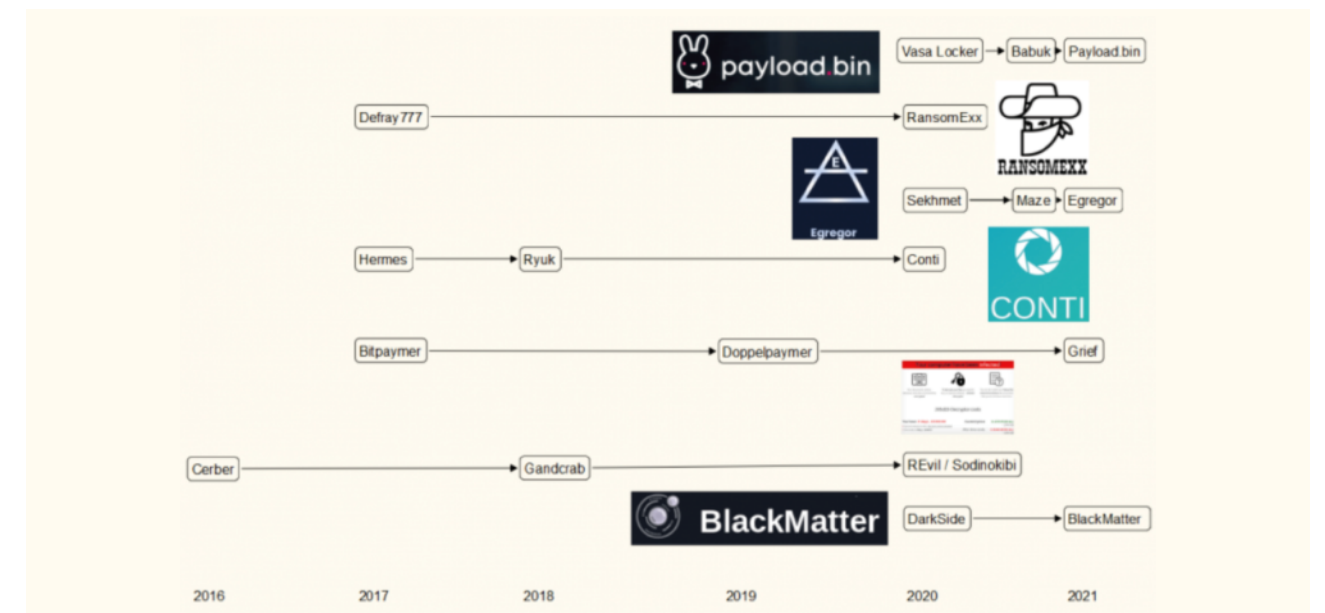 payload.bin
Vasa Locker Babuk Payload.bin
Defray777 RansomExx
RANSOMEXX
E
Egregor
Sekhmet Maze Egregor
Hermes Ryuk Conti
CONTI
Bitpaymer Doppelpaymer Grief
Cerber Gandcrab REvil / Sodinokibi
BlackMatter
DarkSide BlackMatter
2016 2017 2018 2019 2020 2021